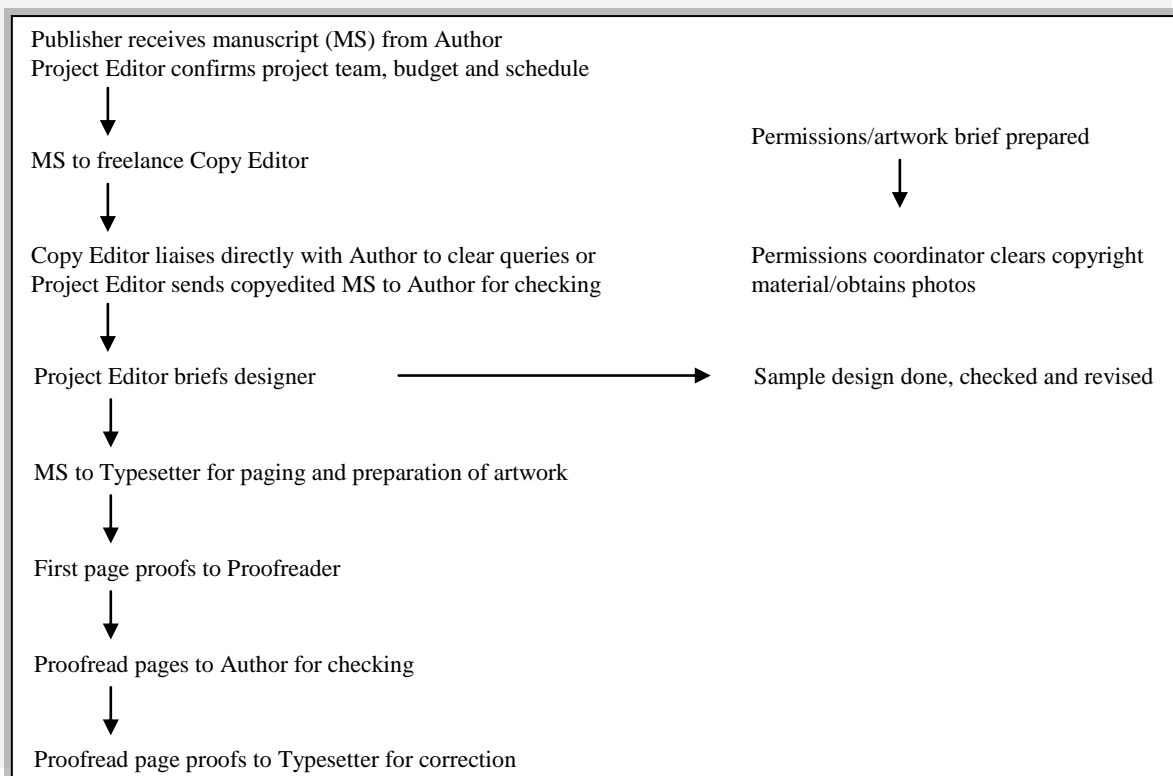 Publisher receives manuscript (MS) from Author
Project Editor confirms project team, budget and schedule
Permissions/artwork brief prepared
MS to freelance Copy Editor
Copy Editor liaises directly with Author to clear queries or
Project Editor sends copyedited MS to Author for checking
Permissions coordinator clears copyright
material/obtains photos
Project Editor briefs designer
Sample design done, checked and revised
MS to Typesetter for paging and preparation of artwork
First page proofs to Proofreader
Proofread pages to Author for checking
Proofread page proofs to Typesetter for correction